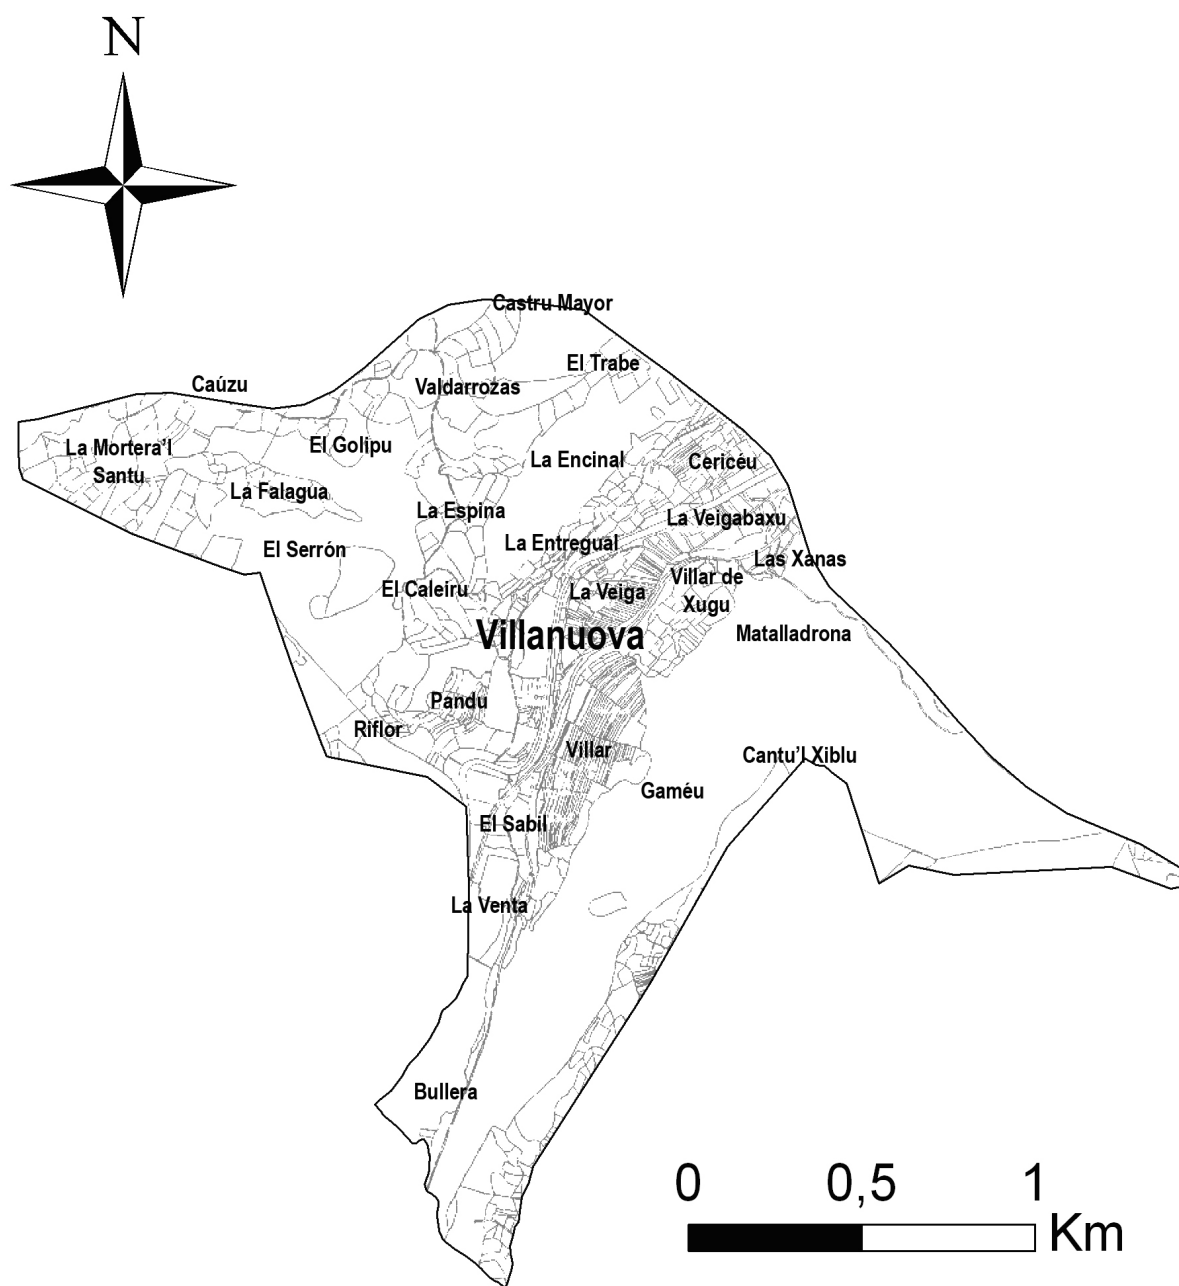 N
Castru Mayor
El Trabe
Caúzu
Valdarrozas
La Mortera'l
Santu
El Golipu
La Encinal
Cericéu
La Falagua
La Espina
La Veigabaxu
El Serrón
La Entregual
Las Xanas
El Caleiru
La Veiga
Villar de
Xugu
Villanuova
Matalladrona
Pandu
Riflor
Villar
Cantu'l Xiblu
Gaméu
El Sabil
La Venta
Bullera
0 0,5 1
Km